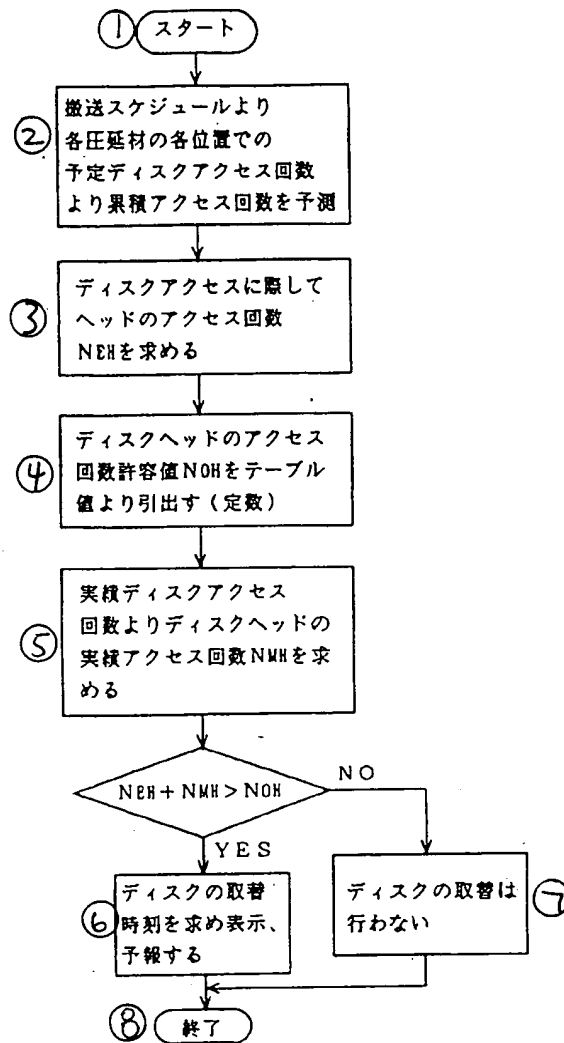 ① スタート
② 搬送スケジュールより
各圧延材の各位置での
予定ディスクアクセス回数
より累積アクセス回数を予測
③ ディスクアクセスに際して
ヘッドのアクセス回数
NEHを求める
④ ディスクヘッドのアクセス
回数許容値NOHをテーブル
値より引出す(定数)
⑤ 実績ディスクアクセス
回数よりディスクヘッドの
実績アクセス回数NMHを求
める
NEH+NMH>NOH
NO
YES
⑥ ディスクの取替
時刻を求め表示、
予報する
ディスクの取替は ⑦
行わない
⑧ 終了